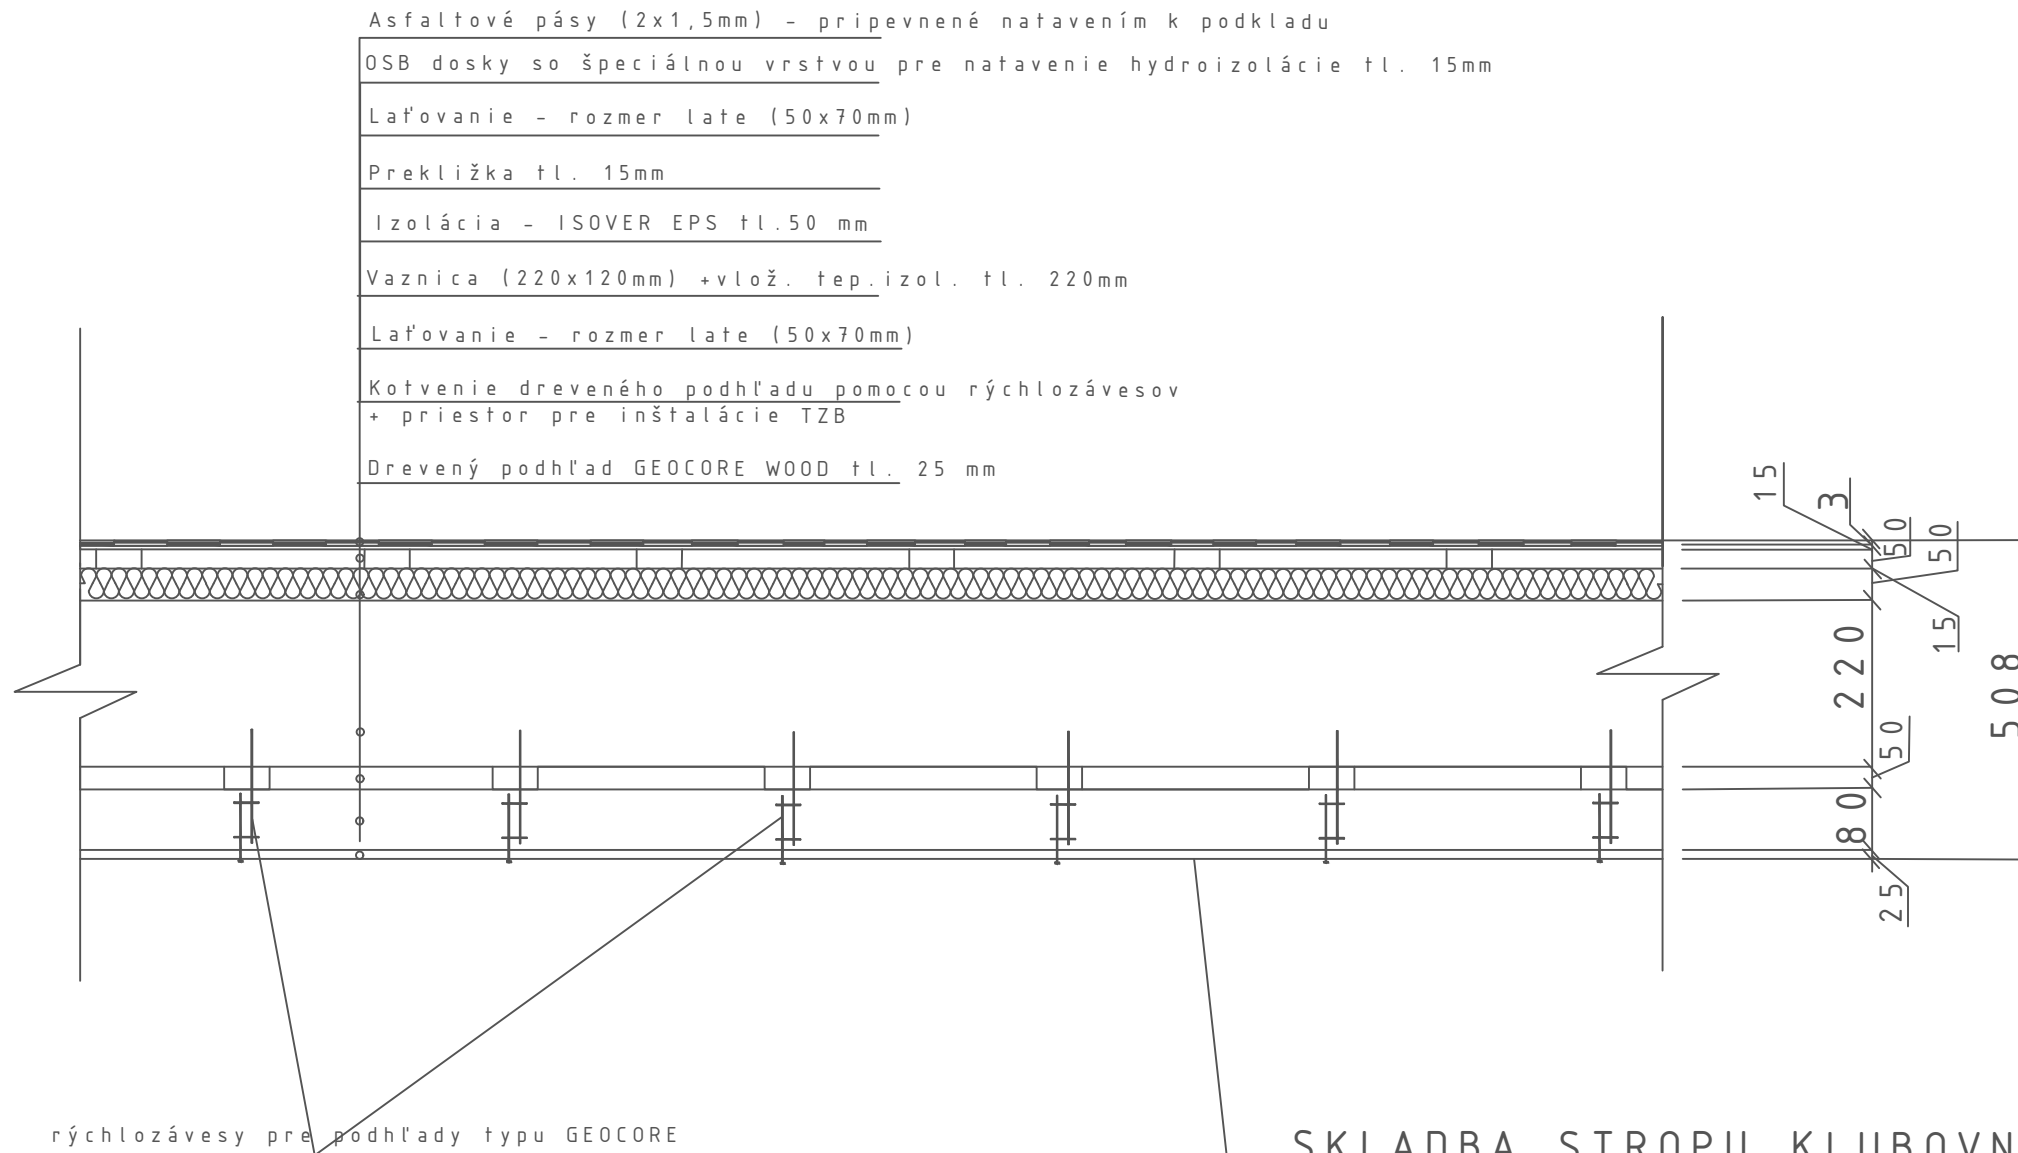 Asfaltové pásy (2x1,5mm) - pripevnené natavením k podkladu
OSB dosky so špeciálnou vrstvou pre natavenie hydroizolácie tl. 15mm
Laťovanie - rozmer late (50x70mm)
Prekližka tl. 15mm
Izolácia - ISOVER EPS tl.50 mm
Vaznica (220x120mm) +vlož. tep.izol. tl. 220mm
Laťovanie - rozmer late (50x70mm)
Kotvenie dreveného podhľadu pomocou rýchlozávesov
+ priestor pre inštalácie TZB
Drevený podhľad GEOCORE WOOD tl. 25 mm
15
3
50
50
15
220
508
50
80
25
rýchlozávesy pre podhľady typu GEOCORE
SKLADBA STROPU KLUBOVN